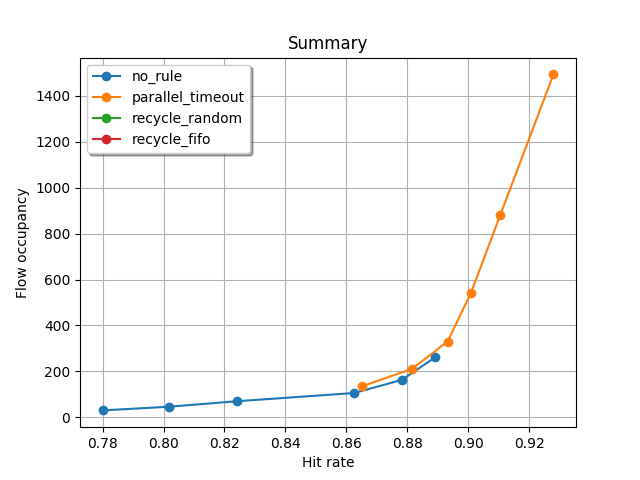 Summary
no_rule
parallel_timeout
recycle_random
recycle_fifo
Flow occupancy
1400
1200
1000
800
600
400
200
0
0.78 0.80 0.82 0.84 0.86 0.88 0.90 0.92
Hit rate